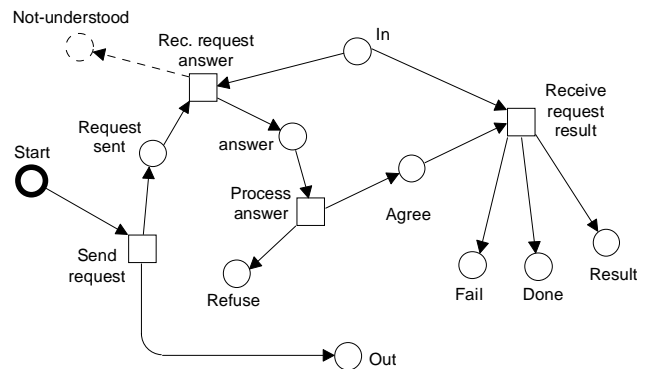 Not-understood
Rec. request
answer
In
Receive
request
result
Request
sent
answer
Start
Process
answer
Agree
Send
request
Refuse
Fail
Done
Result
Out